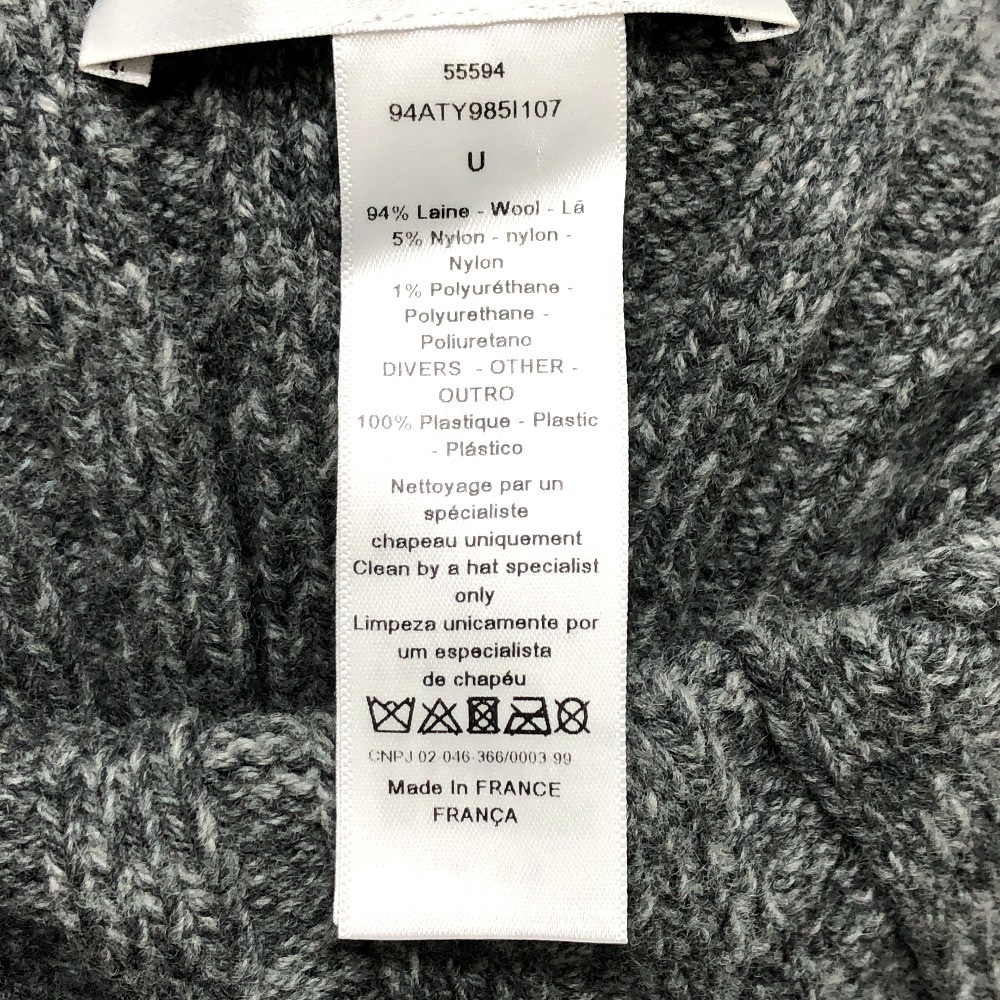 55594
94ATY985I107
U
94% Laine - Wool - Lã
5% Nylon - nylon -
Nylon
1% Polyuréthane -
Polyurethane -
Poliuretano
DIVERS - OTHER -
OUTRO
100% Plastique - Plastic
- Plástico
Nettoyage par un
spécialiste
chapeau uniquement
Clean by a hat specialist
only
Limpeza unicamente por
um especialista
de chapéu
CNPJ 02-046-366/0003-99
Made In FRANCE
FRANÇA